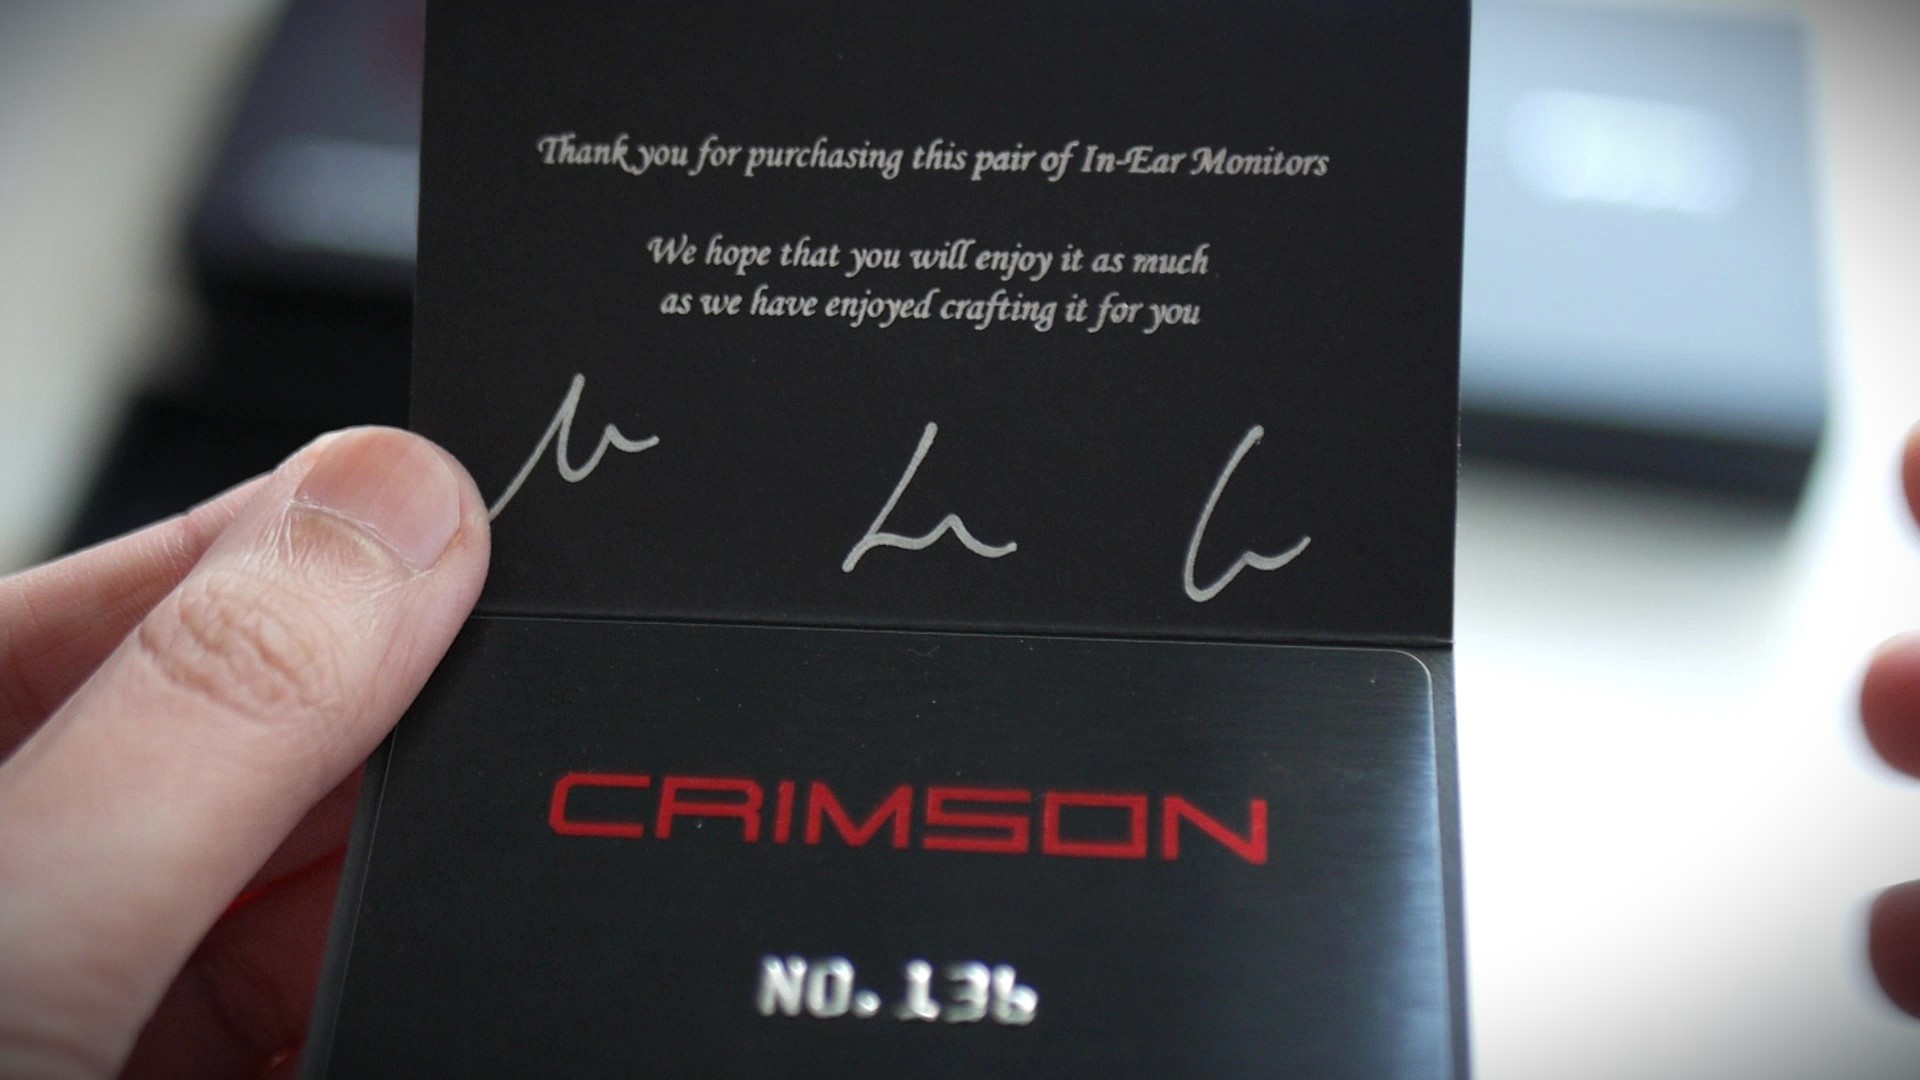 Thank you for purchasing this pair of In-Ear Monitors
We hope that you will enjoy it as much
as we have enjoyed crafting it for you
CRIMSON
NO.136